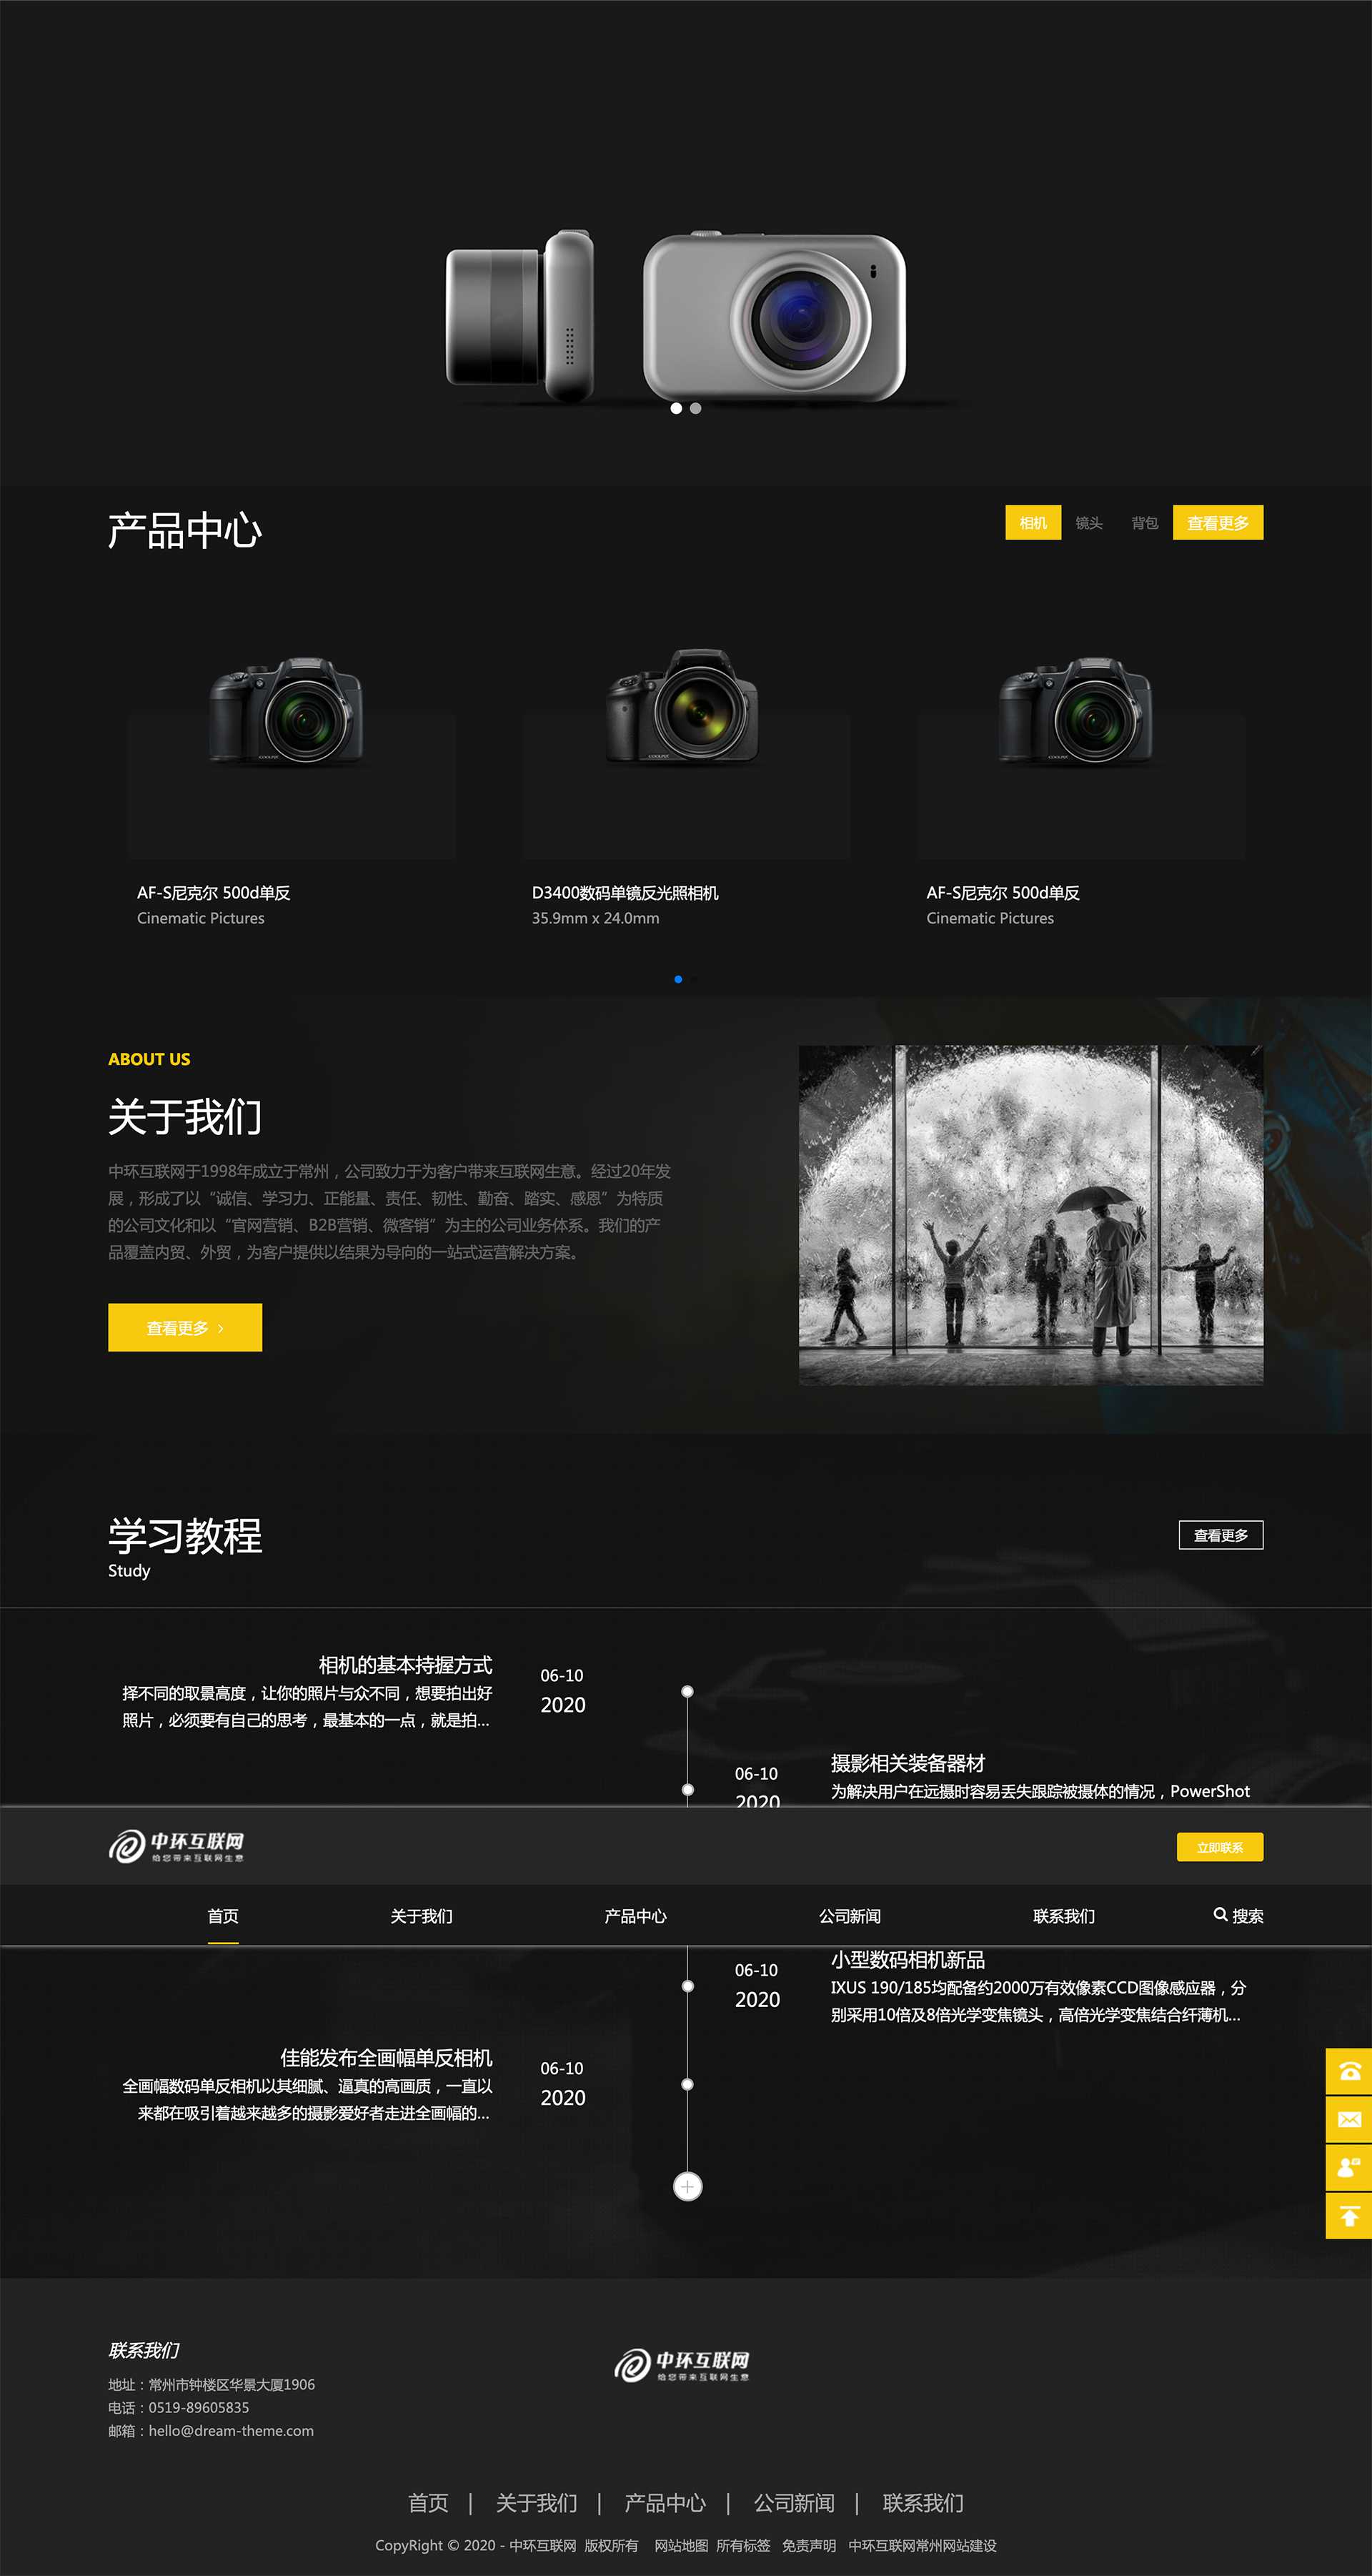 产品中心
相机 镜头 背包 查看更多
COOLPIX COOLPIX COOLPIX
AF-S尼克尔 500d单反
Cinematic Pictures
D3400数码单镜反光照相机
35.9mm x 24.0mm
AF-S尼克尔 500d单反
Cinematic Pictures
ABOUT US
关于我们
中环互联网于1998年成立于常州，公司致力于为客户带来互联网生意。经过20年发
展，形成了以“诚信、学习力、正能量、责任、韧性、勤奋、踏实、感恩”为特质
的公司文化和以“官网营销、B2B营销、微客销”为主的公司业务体系。我们的产
品覆盖内贸、外贸，为客户提供以结果为导向的一站式运营解决方案。
查看更多 >
学习教程
Study
查看更多
相机的基本持握方式
择不同的取景高度，让你的照片与众不同，想要拍出好
照片，必须要有自己的思考，最基本的一点，就是拍...
06-10
2020
06-10
2020
摄影相关装备器材
为解决用户在远摄时容易丢失跟踪被摄体的情况，PowerShot
中环互联网
给您带来互联网生意
立即联系
首页 关于我们 产品中心 公司新闻 联系我们 搜索
06-10
2020
小型数码相机新品
IXUS 190/185均配备约2000万有效像素CCD图像感应器，分
别采用10倍及8倍光学变焦镜头，高倍光学变焦结合纤薄机...
佳能发布全画幅单反相机
全画幅数码单反相机以其细腻、逼真的高画质，一直以
来都在吸引着越来越多的摄影爱好者走进全画幅的...
06-10
2020
联系我们
地址：常州市钟楼区华景大厦1906
电话：0519-89605835
邮箱：hello@dream-theme.com
中环互联网
给您带来互联网生意
首页 | 关于我们 | 产品中心 | 公司新闻 | 联系我们
CopyRight © 2020 - 中环互联网 版权所有 网站地图 所有标签 免责声明 中环互联网常州网站建设